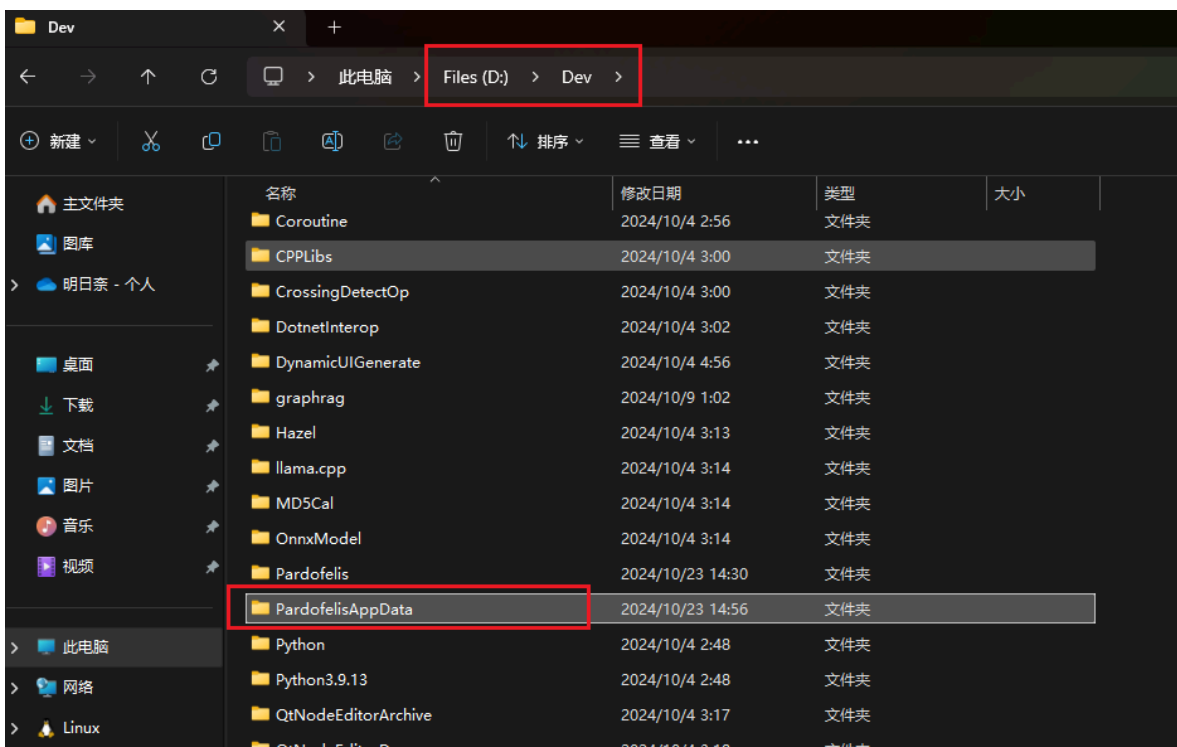 Dev
此电脑 > Files (D:) > Dev >
新建 排序 查看
名称 修改日期 类型 大小
主文件夹
图库
明日奈 - 个人
桌面
下载
文档
图片
音乐
视频
此电脑
网络
Linux
Coroutine 2024/10/4 2:56 文件夹
CPPLibs 2024/10/4 3:00 文件夹
CrossingDetectOp 2024/10/4 3:00 文件夹
DotnetInterop 2024/10/4 3:02 文件夹
DynamicUIGenerate 2024/10/4 4:56 文件夹
graphrag 2024/10/9 1:02 文件夹
Hazel 2024/10/4 3:13 文件夹
llama.cpp 2024/10/4 3:14 文件夹
MD5Cal 2024/10/4 3:14 文件夹
OnnxModel 2024/10/4 3:14 文件夹
Pardofelis 2024/10/23 14:30 文件夹
PardofelisAppData 2024/10/23 14:56 文件夹
Python 2024/10/4 2:48 文件夹
Python3.9.13 2024/10/4 2:48 文件夹
QtNodeEditorArchive 2024/10/4 3:17 文件夹